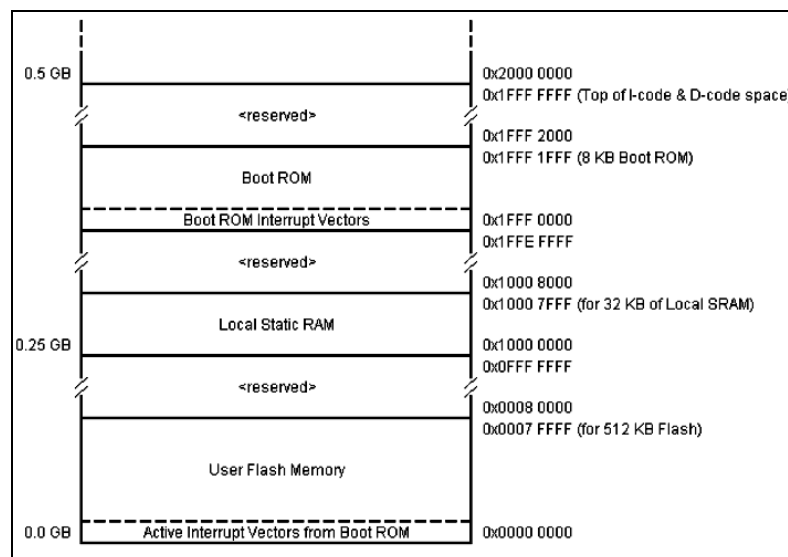 0.5 GB
0x2000 0000
0x1FFF FFFF (Top of I-code & D-code space)
<reserved>
0x1FFF 2000
0x1FFF 1FFF (8 KB Boot ROM)
Boot ROM
Boot ROM Interrupt Vectors
0x1FFF 0000
0x1FFE FFFF
<reserved>
0x1000 8000
0x1000 7FFF (for 32 KB of Local SRAM)
Local Static RAM
0.25 GB
0x1000 0000
0x0FFF FFFF
<reserved>
0x0008 0000
0x0007 FFFF (for 512 KB Flash)
User Flash Memory
0.0 GB
Active Interrupt Vectors from Boot ROM
0x0000 0000